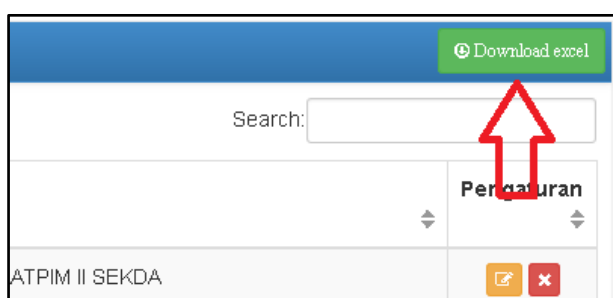 Download excel
Search:
Pengaturan
ATPIM II SEKDA